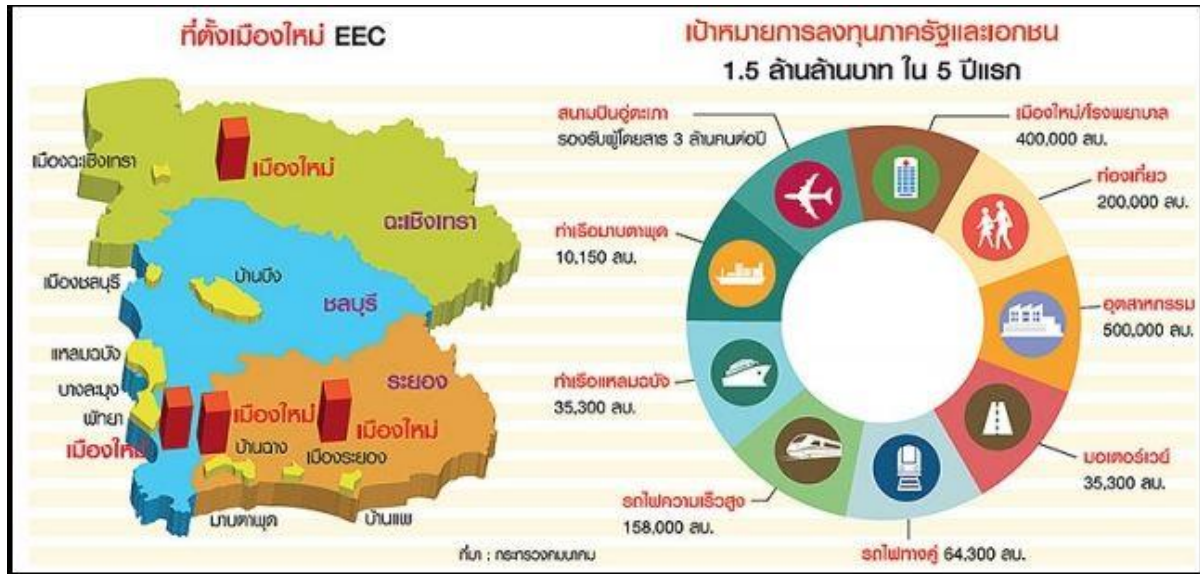 ที่ตั้งเมืองใหม่ EEC
เมืองฉะเชิงเทรา
เมืองใหม่
ฉะเชิงเทรา
เมืองชลบุรี
บ้านบึง
ชลบุรี
แหลมฉบัง
บางละมุง
พัทยา
ระยอง
เมืองใหม่
เมืองใหม่
เมืองใหม่
บ้านฉาง
เมืองระยอง
มาบตาพุด
บ้านเพ
เป้าหมายการลงทุนภาครัฐและเอกชน
1.5 ล้านล้านบาท ใน 5 ปีแรก
สนามบินอู่ตะเภา
รองรับผู้โดยสาร 3 ล้านคนต่อปี
เมืองใหม่/โรงพยาบาล
400,000 ลบ.
ท่องเที่ยว
200,000 ลบ.
ท่าเรือมาบตาพุด
10,150 ลบ.
อุตสาหกรรม
500,000 ลบ.
ท่าเรือแหลมฉบัง
35,300 ลบ.
มอเตอร์เวย์
35,300 ลบ.
รถไฟความเร็วสูง
158,000 ลบ.
รถไฟทางคู่ 64,300 ลบ.
ที่มา : กระทรวงคมนาคม